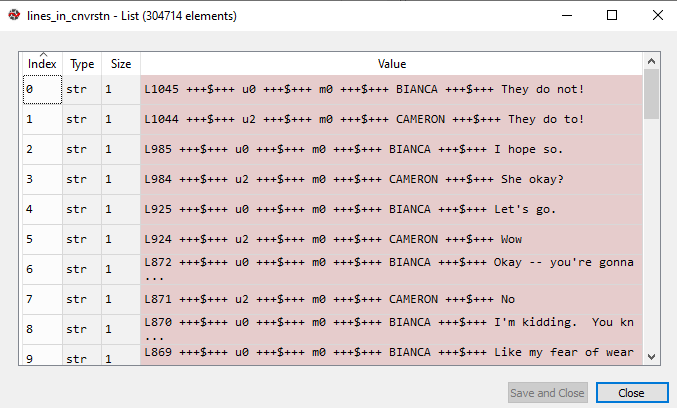 lines_in_cnvrstn - List (304714 elements)
Index Type Size Value
0 str 1 L1045 +++$+++ u0 +++$+++ m0 +++$+++ BIANCA +++$+++ They do not!
1 str 1 L1044 +++$+++ u2 +++$+++ m0 +++$+++ CAMERON +++$+++ They do to!
2 str 1 L985 +++$+++ u0 +++$+++ m0 +++$+++ BIANCA +++$+++ I hope so.
3 str 1 L984 +++$+++ u2 +++$+++ m0 +++$+++ CAMERON +++$+++ She okay?
4 str 1 L925 +++$+++ u0 +++$+++ m0 +++$+++ BIANCA +++$+++ Let's go.
5 str 1 L924 +++$+++ u2 +++$+++ m0 +++$+++ CAMERON +++$+++ Wow
6 str 1 L872 +++$+++ u0 +++$+++ m0 +++$+++ BIANCA +++$+++ Okay -- you're gonna
...
7 str 1 L871 +++$+++ u2 +++$+++ m0 +++$+++ CAMERON +++$+++ No
8 str 1 L870 +++$+++ u0 +++$+++ m0 +++$+++ BIANCA +++$+++ I'm kidding.  You kn
...
9 str 1 L869 +++$+++ u0 +++$+++ m0 +++$+++ BIANCA +++$+++ Like my fear of wear
Save and Close Close